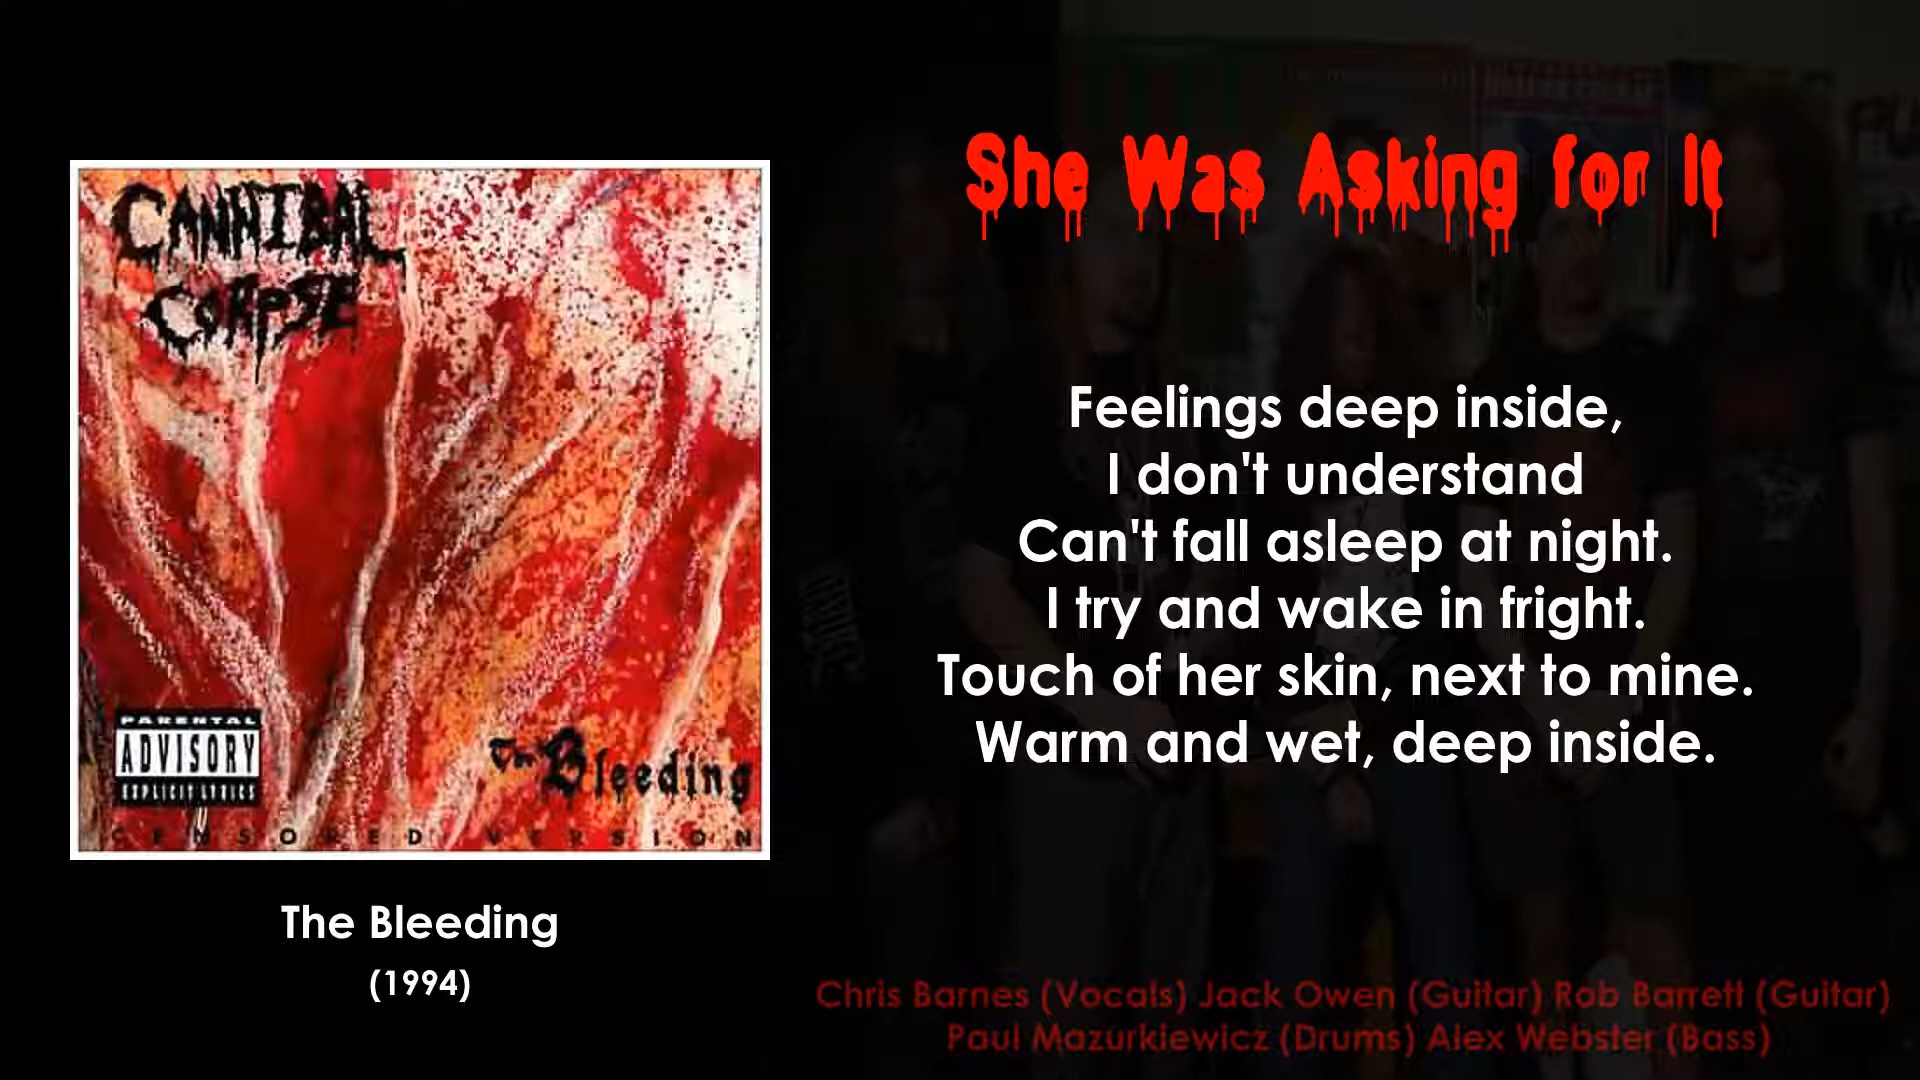 CANNIBAL
CORPSE
PARENTAL
ADVISORY
EXPLICIT LYRICS
The Bleeding
CENSORED VERSION
The Bleeding
(1994)
She Was Asking for It
Feelings deep inside,
I don't understand
Can't fall asleep at night.
I try and wake in fright.
Touch of her skin, next to mine.
Warm and wet, deep inside.
Chris Barnes (Vocals) Jack Owen (Guitar) Rob Barrett (Guitar)
Paul Mazurkiewicz (Drums) Alex Webster (Bass)